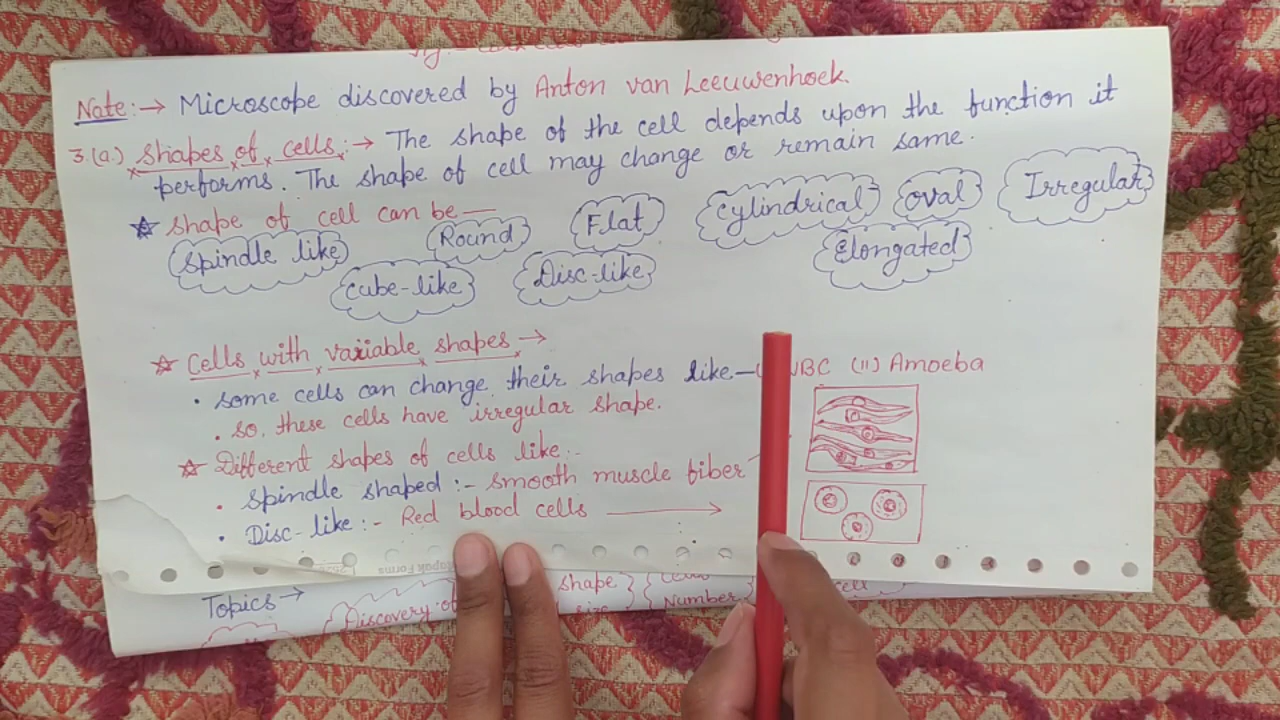 Note:→ Microscope discovered by Anton van Leeuwenhoek.
3.(a.) Shapes of cells:→ The shape of the cell depends upon the function it
performs. The shape of cell may change or remain same.
☆ Shape of cell can be—
Spindle like Round Flat Cylindrical oval Irregular
Cube-like Disc-like Elongated
☆ Cells with variable shapes →
• some cells can change their shapes like— WBC (ii) Amoeba
• so, these cells have irregular shape.
☆ Different shapes of cells like:-
• Spindle shaped :- smooth muscle fiber
• Disc-like :- Red blood cells →
Topics →
Discovery of shape
size Number cell